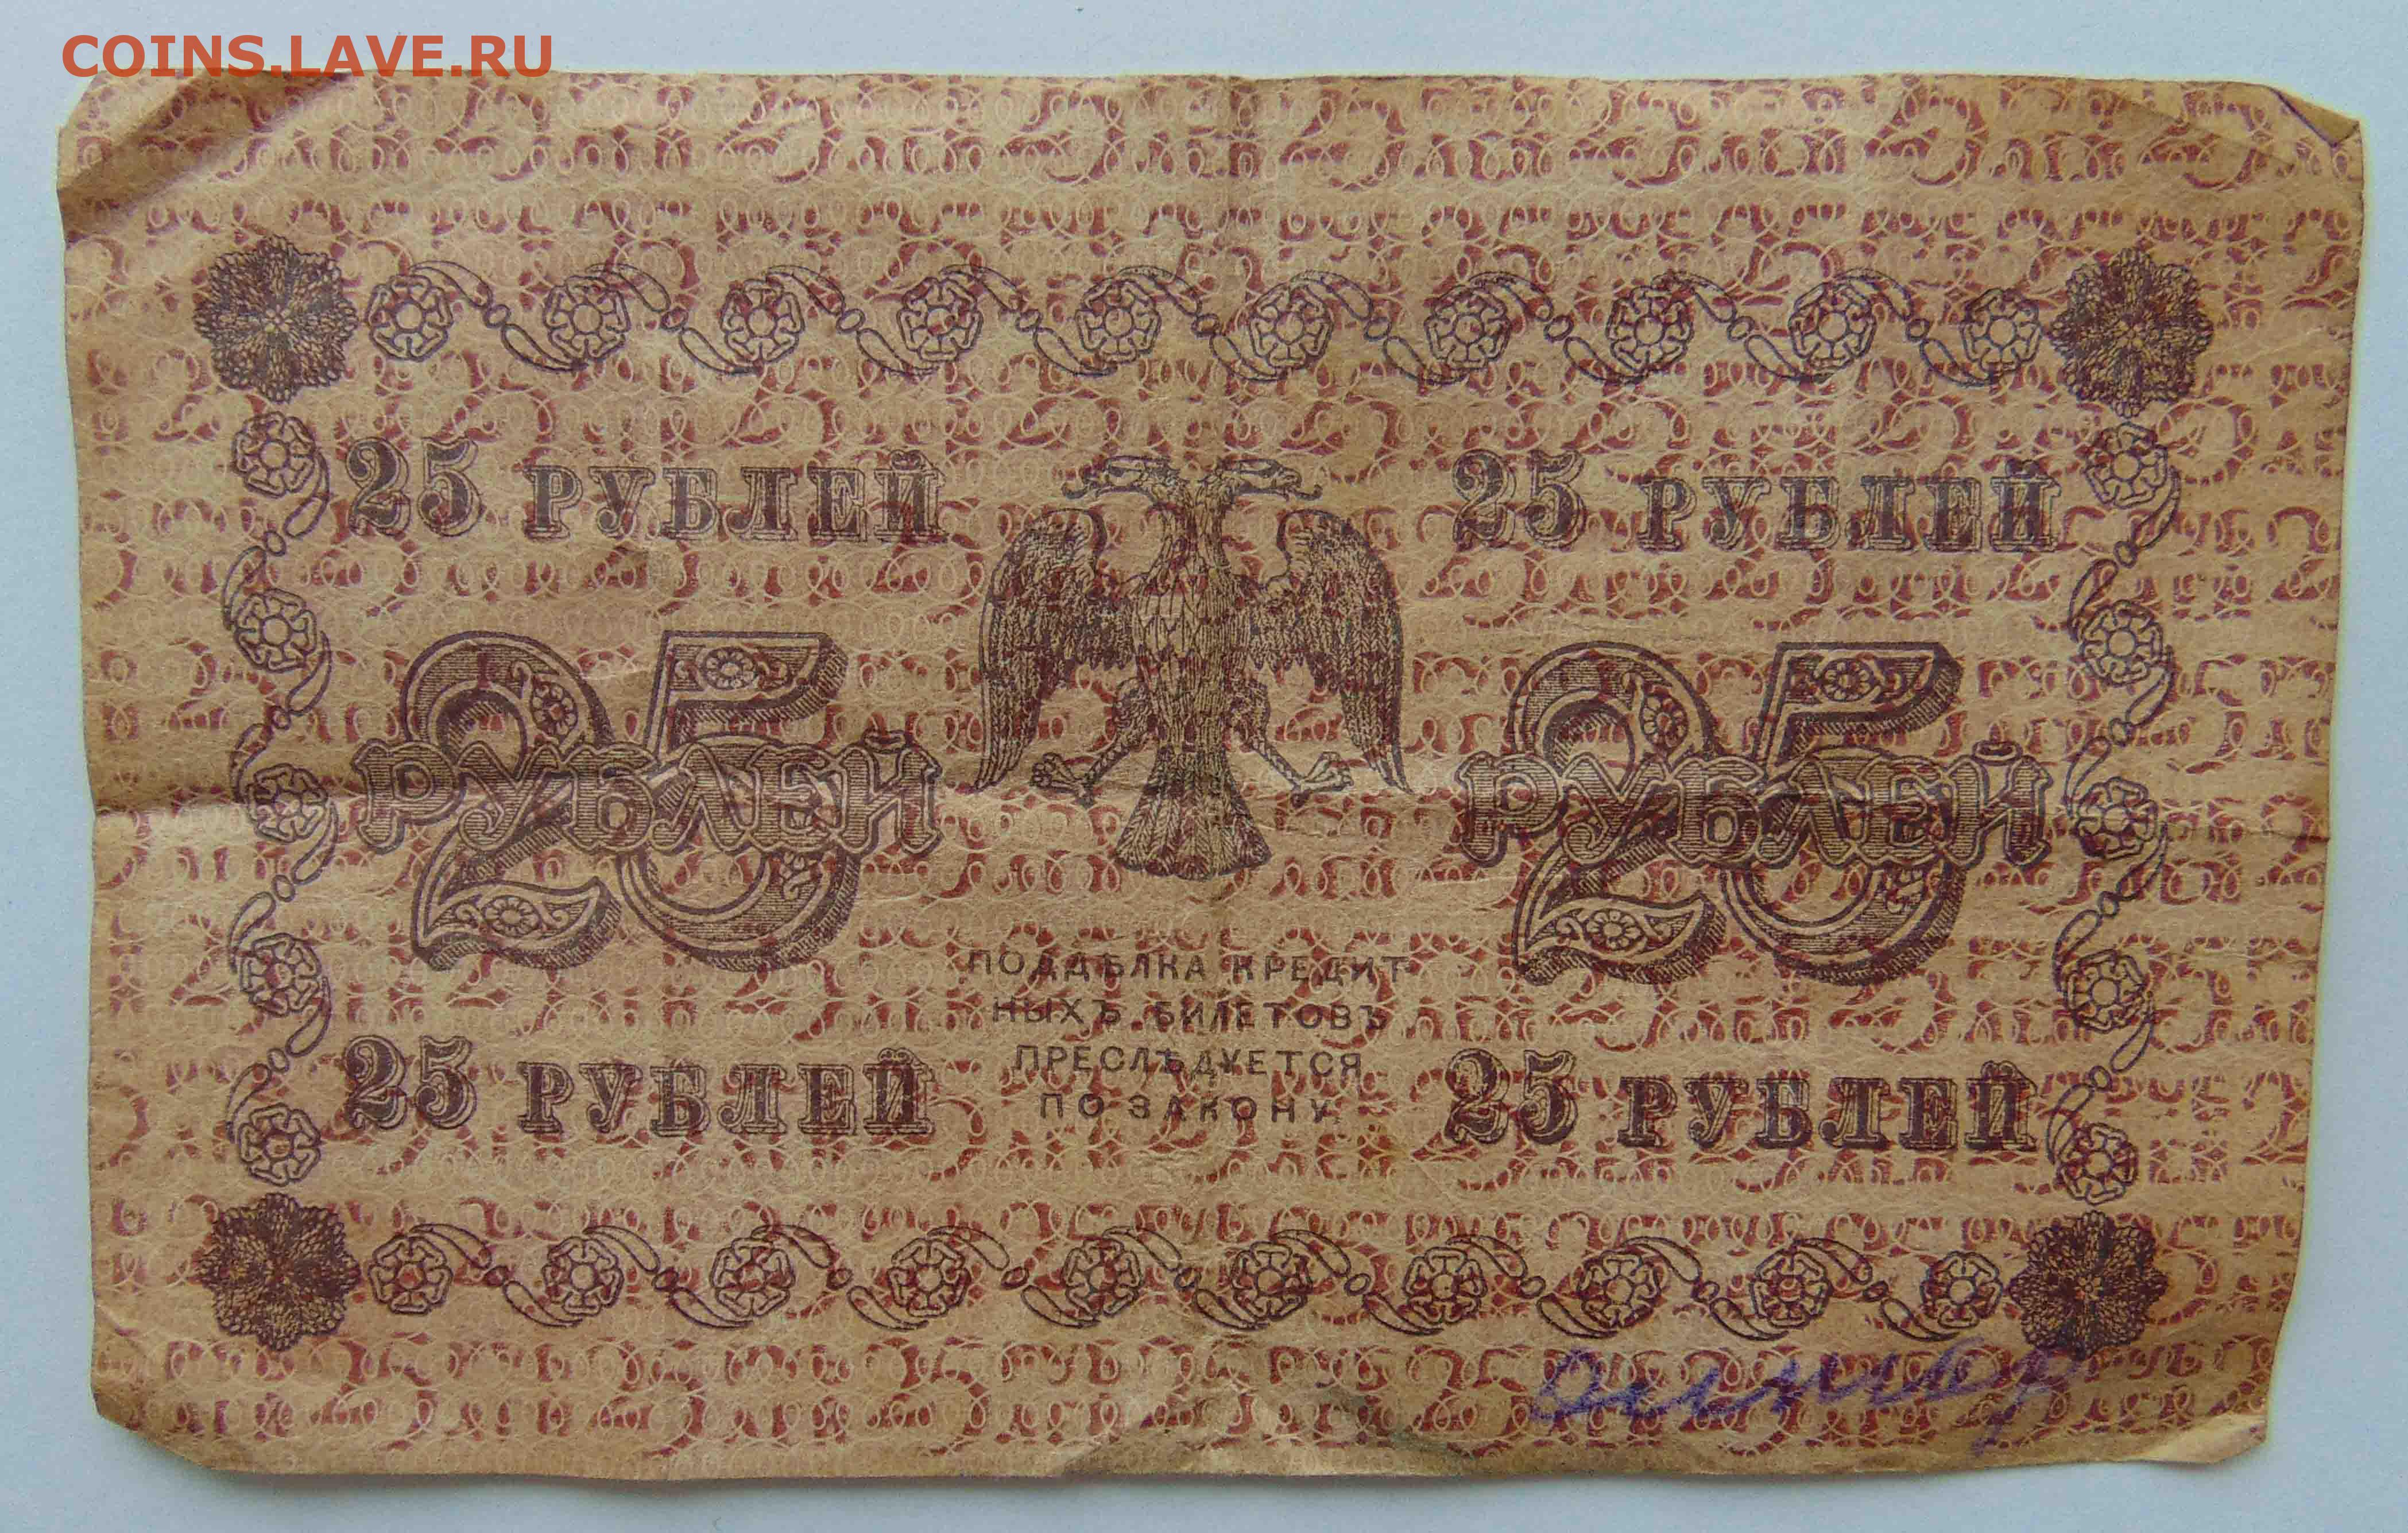 COINS.LAVE.RU
25 РУБЛЕЙ 25 РУБЛЕЙ
25 РУБЛЕЙ 25 РУБЛЕЙ
ПОДДѢЛКА КРЕДИТ
НЫХЪ БИЛЕТОВЪ
ПРЕСЛѢДУЕТСЯ
ПО ЗАКОНУ
25 РУБЛЕЙ 25 РУБЛЕЙ